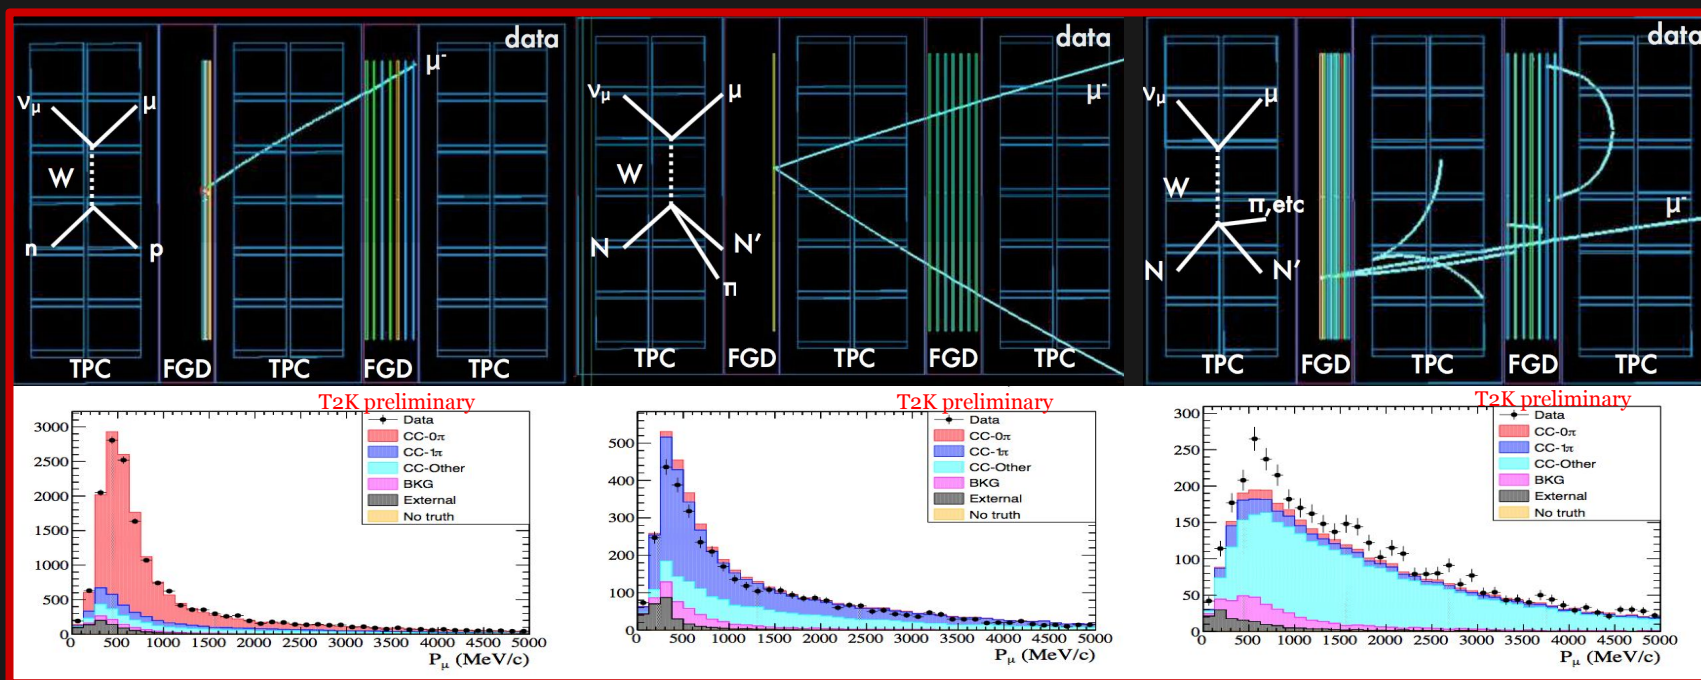 data
νμ
μ
μ-
W
n
p
TPC
FGD
TPC
FGD
TPC
data
νμ
μ
μ-
W
N
N'
π
TPC
FGD
TPC
FGD
TPC
data
νμ
μ
W
π,etc
μ-
N
N'
TPC
FGD
TPC
FGD
TPC
T2K preliminary
Data
CC-0π
CC-1π
CC-Other
BKG
External
No truth
3000
2500
2000
1500
1000
500
0
0 500 1000 1500 2000 2500 3000 3500 4000 4500 5000
Pμ (MeV/c)
T2K preliminary
Data
CC-0π
CC-1π
CC-Other
BKG
External
No truth
500
400
300
200
100
0
0 500 1000 1500 2000 2500 3000 3500 4000 4500 5000
Pμ (MeV/c)
T2K preliminary
Data
CC-0π
CC-1π
CC-Other
BKG
External
No truth
300
250
200
150
100
50
0
0 500 1000 1500 2000 2500 3000 3500 4000 4500 5000
Pμ (MeV/c)